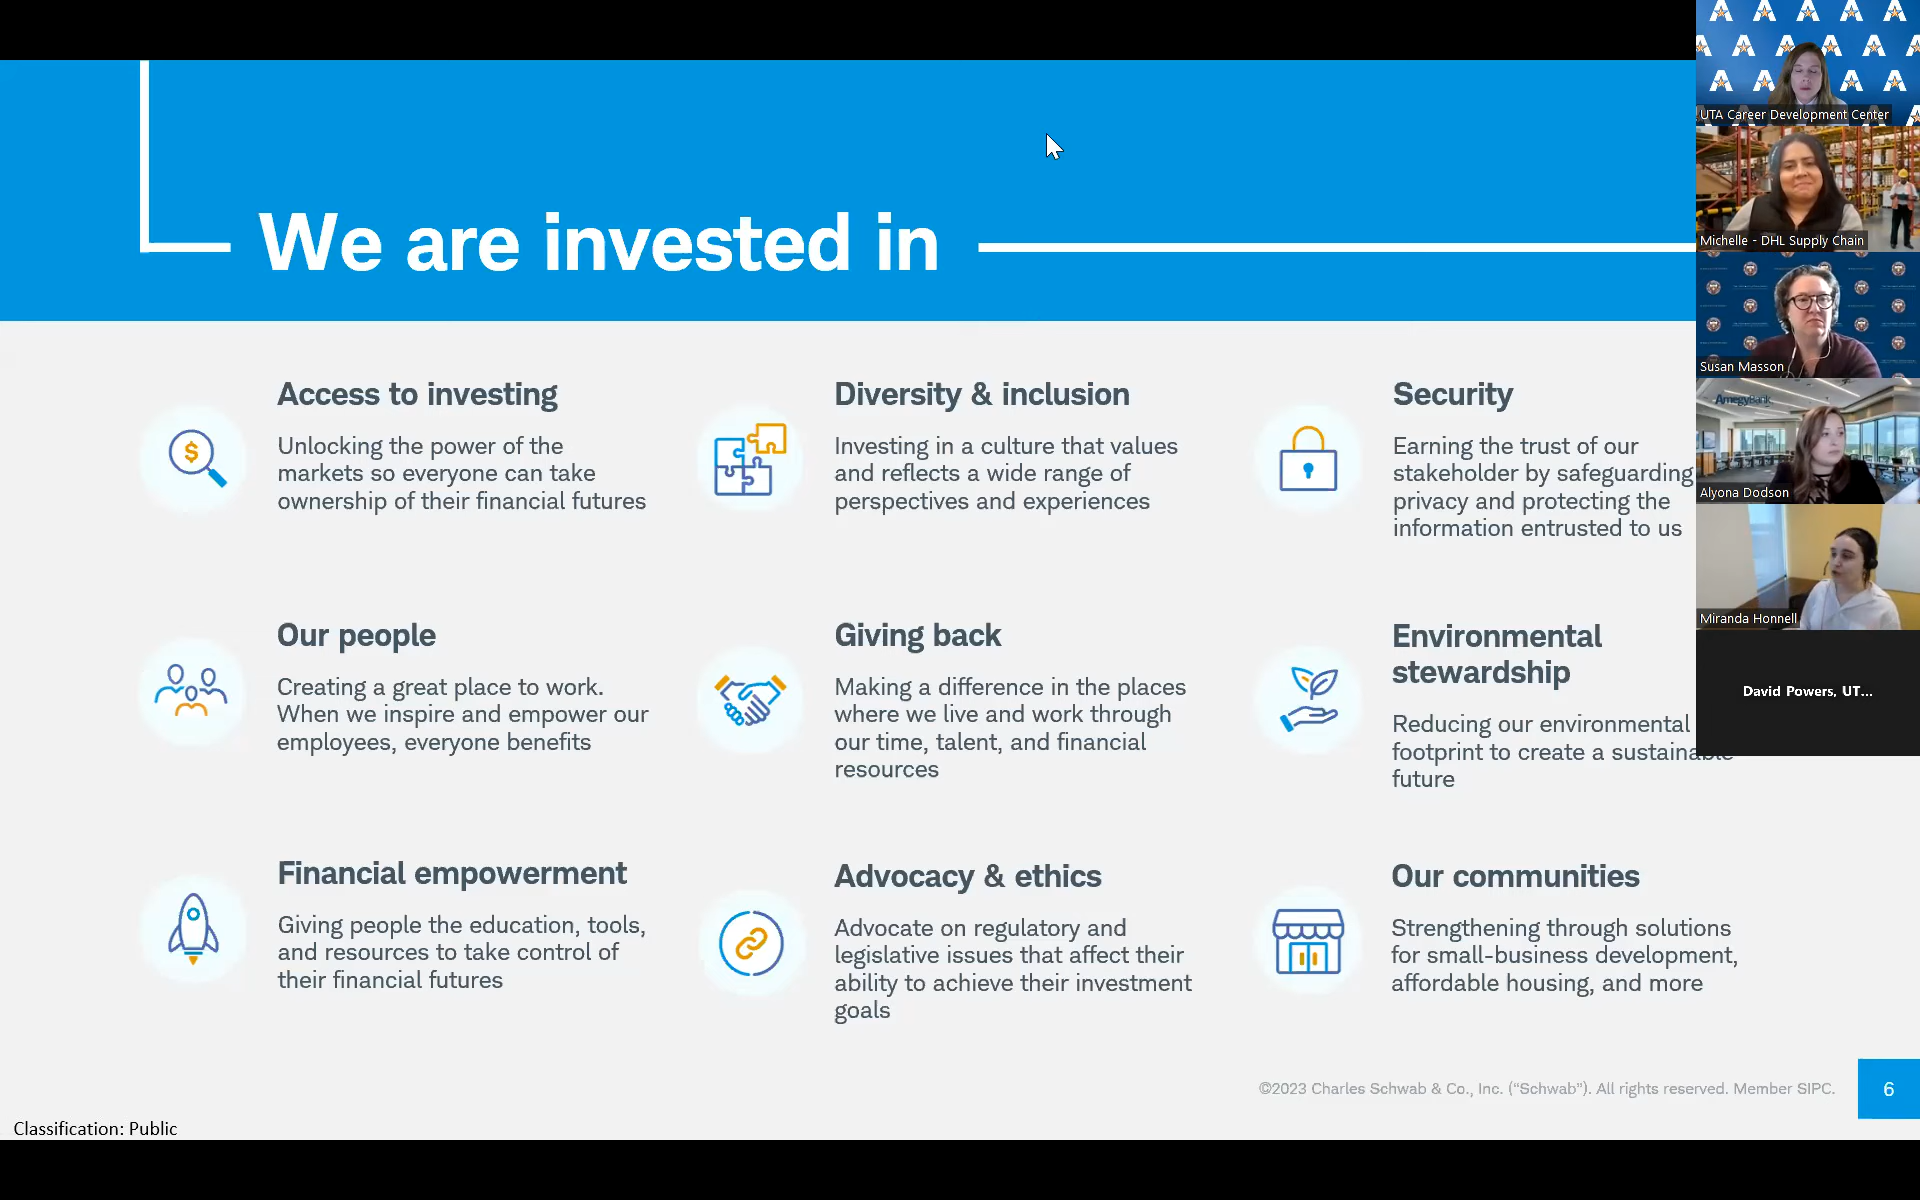 We are invested in
Access to investing
Unlocking the power of the
markets so everyone can take
ownership of their financial futures
Diversity & inclusion
Investing in a culture that values
and reflects a wide range of
perspectives and experiences
Security
Earning the trust of our
stakeholder by safeguarding
privacy and protecting the
information entrusted to us
Our people
Creating a great place to work.
When we inspire and empower our
employees, everyone benefits
Giving back
Making a difference in the places
where we live and work through
our time, talent, and financial
resources
Environmental
stewardship
Reducing our environmental
footprint to create a sustainable
future
Financial empowerment
Giving people the education, tools,
and resources to take control of
their financial futures
Advocacy & ethics
Advocate on regulatory and
legislative issues that affect their
ability to achieve their investment
goals
Our communities
Strengthening through solutions
for small-business development,
affordable housing, and more
©2023 Charles Schwab & Co., Inc. (“Schwab”). All rights reserved. Member SIPC.
6
Classification: Public
UTA Career Development Center
Michelle - DHL Supply Chain
Susan Masson
AmegyBank
Alyona Dodson
Miranda Honnell
David Powers, UT...